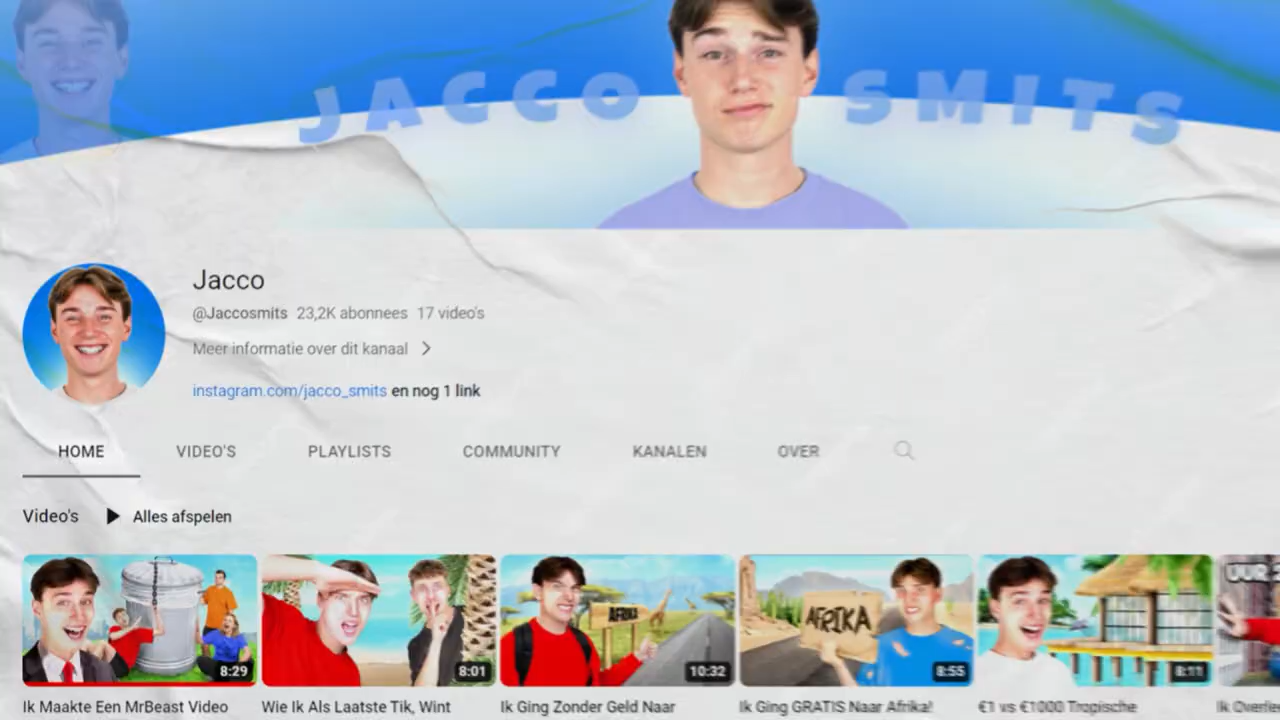 JACCO SMITS
Jacco
@Jaccosmits 23,2K abonnees 17 video's
Meer informatie over dit kanaal
instagram.com/jacco_smits en nog 1 link
HOME VIDEO'S PLAYLISTS COMMUNITY KANALEN OVER
Video's Alles afspelen
AFRIKA
AFRIKA
UUR
8:29 8:01 10:32 8:55 8:11
Ik Maakte Een MrBeast Video Wie Ik Als Laatste Tik, Wint Ik Ging Zonder Geld Naar Ik Ging GRATIS Naar Afrika! €1 vs €1000 Tropische Ik